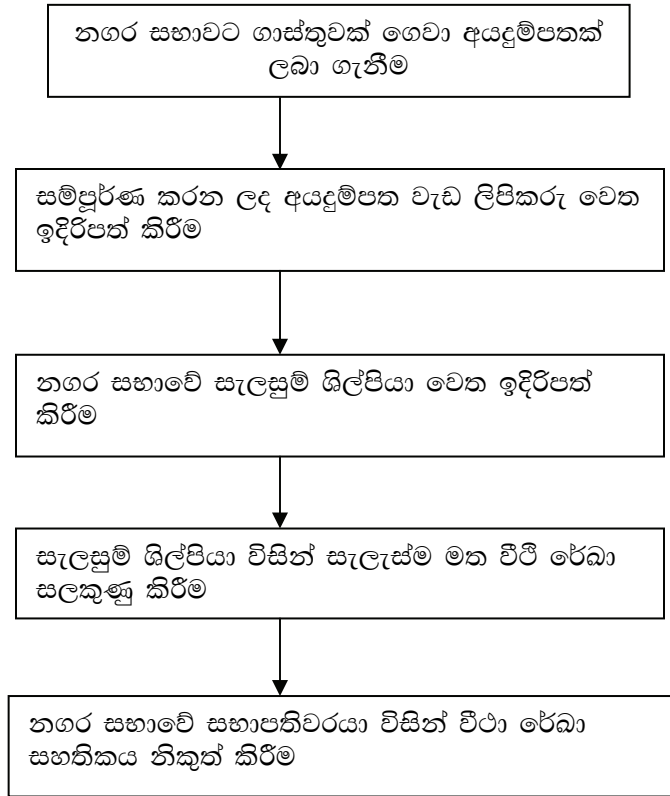 නගර සභාවට ගාස්තුවක් ගෙවා අයදුම්පතක්
ලබා ගැනීම
සම්පූර්ණ කරන ලද අයදුම්පත වැඩ ලිපිකරු වෙත
ඉදිරිපත් කිරීම
නගර සභාවේ සැලසුම් ශිල්පියා වෙත ඉදිරිපත්
කිරීම
සැලසුම් ශිල්පියා විසින් සැලැස්ම මත වීථි රේඛා
සලකුණු කිරීම
නගර සභාවේ සභාපතිවරයා විසින් වීථා රේඛා
සහතිකය නිකුත් කිරීම